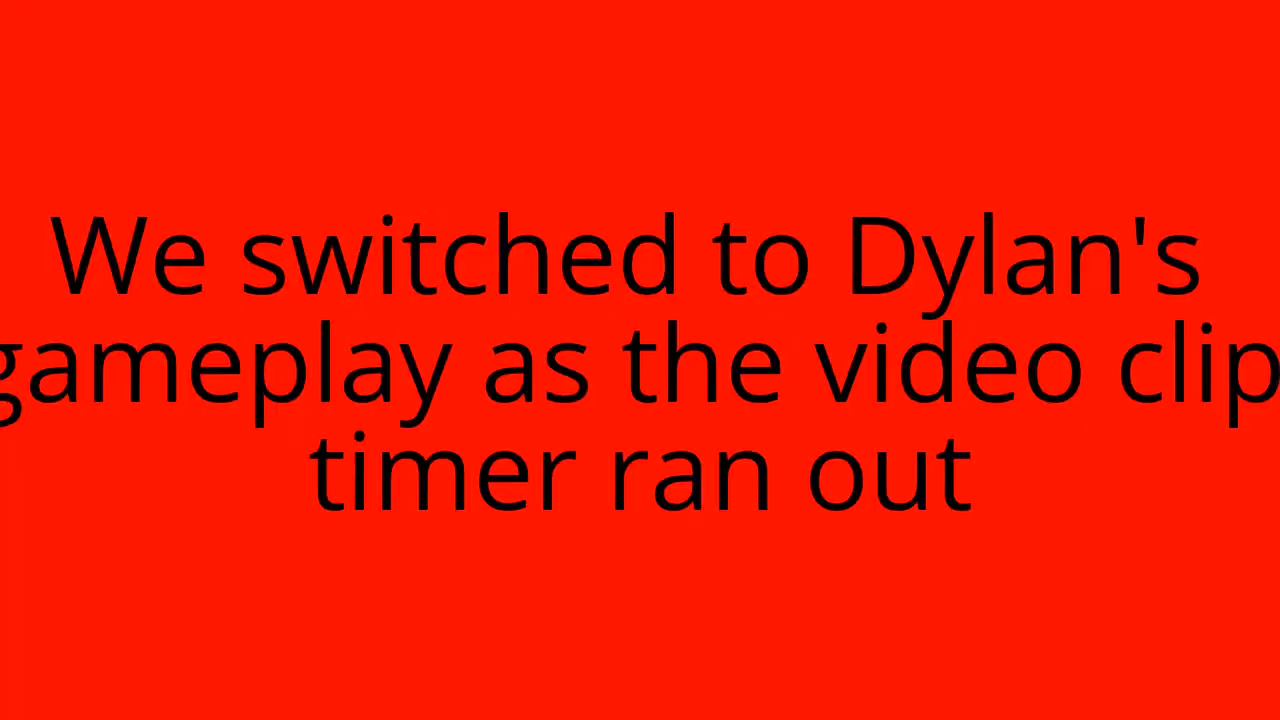 We switched to Dylan's
gameplay as the video clip
timer ran out